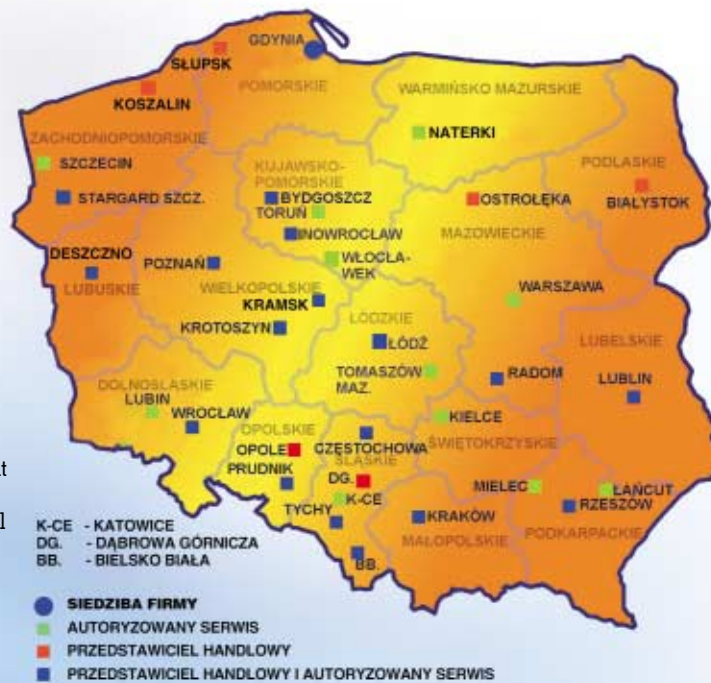 GDYNIA
SŁUPSK
POMORSKIE
WARMIŃSKO MAZURSKIE
KOSZALIN
NATERKI
ZACHODNIOPOMORSKIE
SZCZECIN
KUJAWSKO-
POMORSKIE
PODLASKIE
STARGARD SZCZ.
BYDGOSZCZ
TORUŃ
OSTROŁĘKA
BIAŁYSTOK
INOWROCŁAW
MAZOWIECKIE
DESZCZNO
POZNAŃ
WŁOCŁA-
WEK
LUBUSKIE
WIELKOPOLSKIE
WARSZAWA
KRAMSK
KROTOSZYN
ŁÓDZKIE
ŁÓDŹ
LUBELSKIE
TOMASZÓW
MAZ.
RADOM
LUBLIN
DOLNOŚLĄSKIE
LUBIN
WROCŁAW
KIELCE
OPOLSKIE
OPOLE
CZĘSTOCHOWA
ŚWIĘTOKRZYSKIE
ŚLĄSKIE
PRUDNIK
DG.
K-CE
MIELEC
ŁAŃCUT
TYCHY
KRAKÓW
RZESZÓW
MAŁOPOLSKIE
PODKARPACKIE
BB.
K-CE - KATOWICE
DG. - DĄBROWA GÓRNICZA
BB. - BIELSKO BIAŁA
SIEDZIBA FIRMY
AUTORYZOWANY SERWIS
PRZEDSTAWICIEL HANDLOWY
PRZEDSTAWICIEL HANDLOWY I AUTORYZOWANY SERWIS